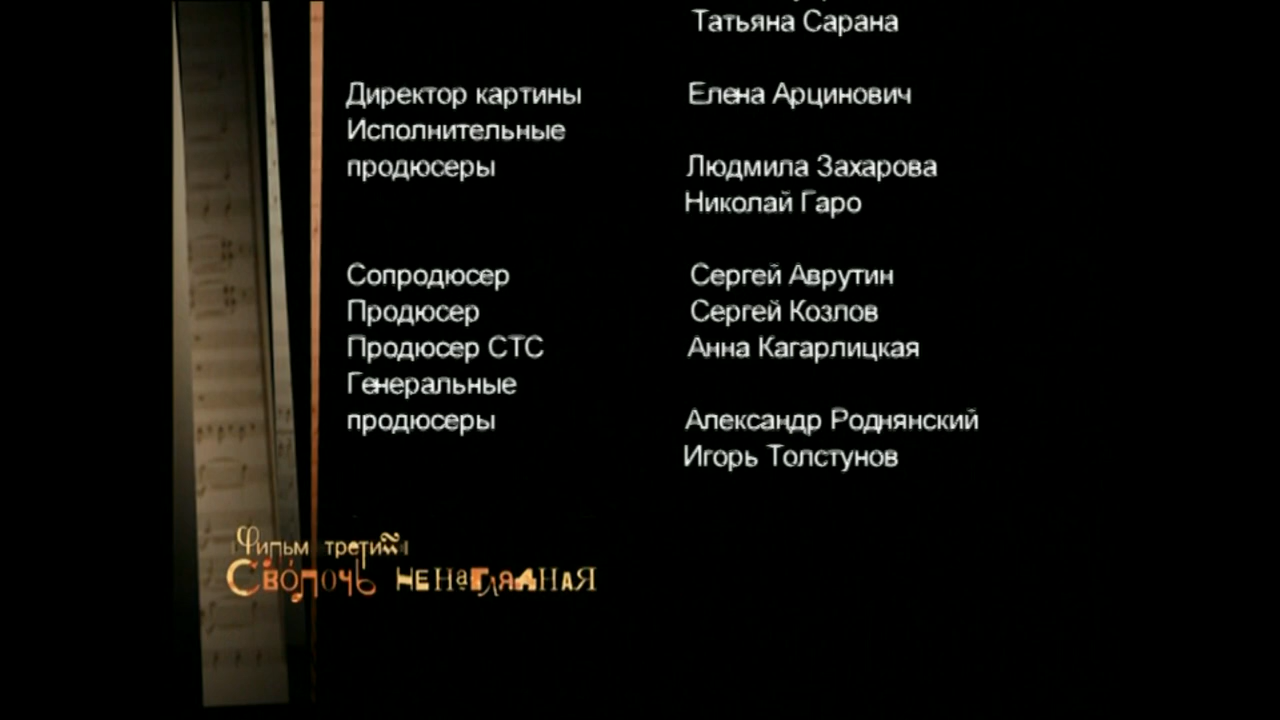 Татьяна Сарана
Директор картины Елена Арцинович
Исполнительные
продюсеры Людмила Захарова
Николай Гаро
Сопродюсер Сергей Аврутин
Продюсер Сергей Козлов
Продюсер СТС Анна Кагарлицкая
Генеральные
продюсеры Александр Роднянский
Игорь Толстунов
Фильм третий
Сволочь ненаглядная